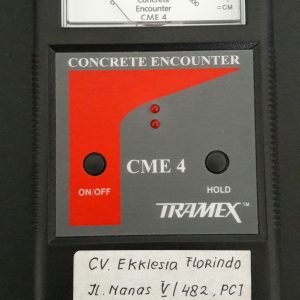 Concrete
Encounter
CME 4
= CM
CONCRETE ENCOUNTER
CME 4
ON/OFF
HOLD
TRAMEX™
CV. Ekklesia Florindo
Jl. Nanas V/482, PCI